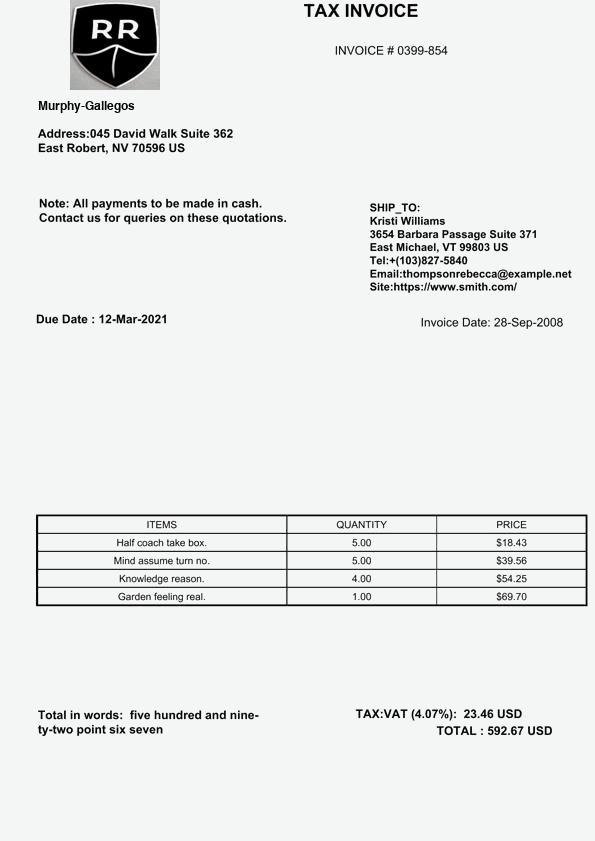 RR
TAX INVOICE
INVOICE # 0399-854
Murphy-Gallegos
Address:045 David Walk Suite 362
East Robert, NV 70596 US
Note: All payments to be made in cash.
Contact us for queries on these quotations.
SHIP_TO:
Kristi Williams
3654 Barbara Passage Suite 371
East Michael, VT 99803 US
Tel:+(103)827-5840
Email:thompsonrebecca@example.net
Site:https://www.smith.com/
Due Date : 12-Mar-2021
Invoice Date: 28-Sep-2008
ITEMS QUANTITY PRICE
Half coach take box. 5.00 $18.43
Mind assume turn no. 5.00 $39.56
Knowledge reason. 4.00 $54.25
Garden feeling real. 1.00 $69.70
Total in words: five hundred and nine-
ty-two point six seven
TAX:VAT (4.07%): 23.46 USD
TOTAL : 592.67 USD